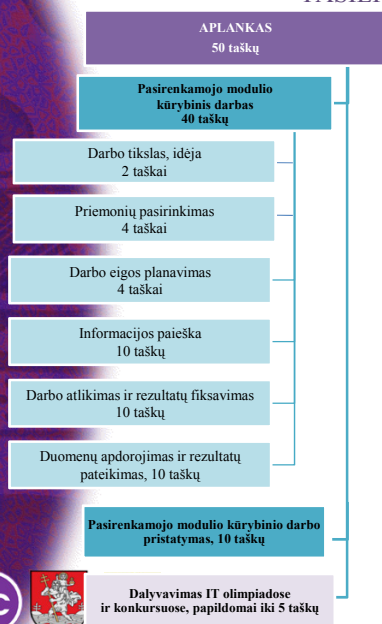 APLANKAS
50 taškų
Pasirenkamojo modulio
kūrybinis darbas
40 taškų
Darbo tikslas, idėja
2 taškai
Priemonių pasirinkimas
4 taškai
Darbo eigos planavimas
4 taškai
Informacijos paieška
10 taškų
Darbo atlikimas ir rezultatų fiksavimas
10 taškų
Duomenų apdorojimas ir rezultatų
pateikimas, 10 taškų
Pasirenkamojo modulio kūrybinio darbo
pristatymas, 10 taškų
Dalyvavimas IT olimpiadose
ir konkursuose, papildomai iki 5 taškų